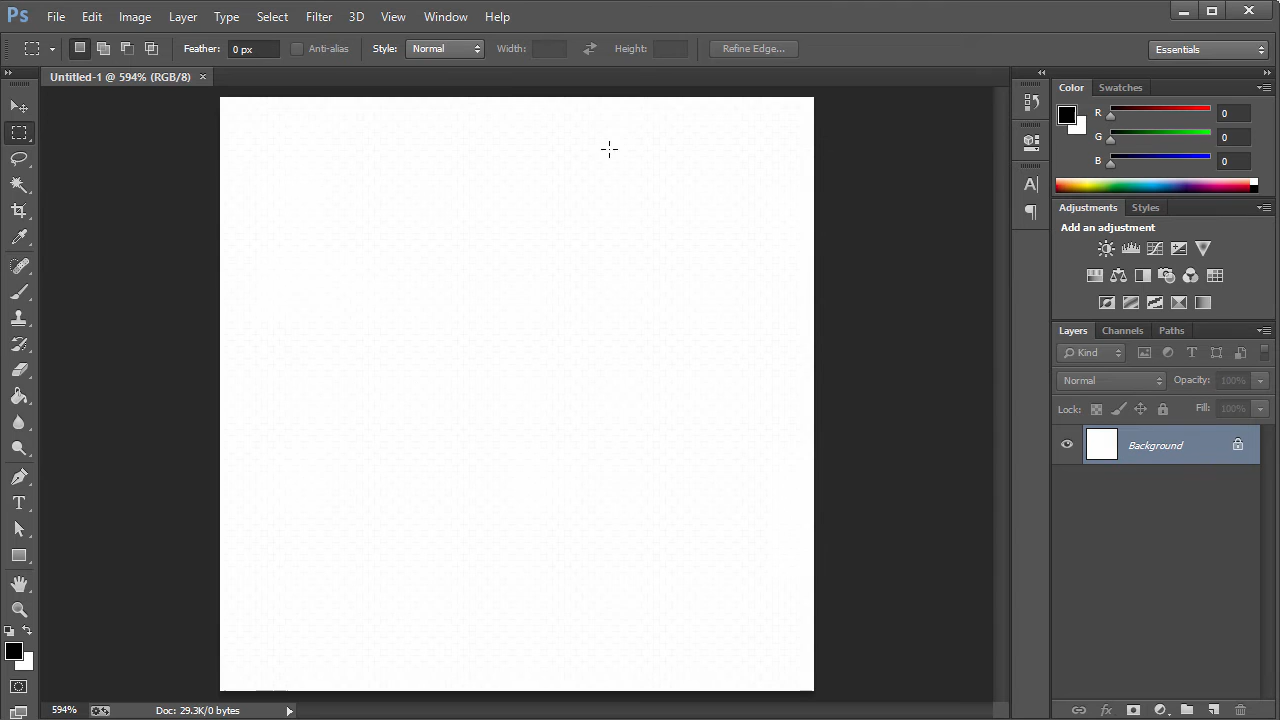 Ps File Edit Image Layer Type Select Filter 3D View Window Help
Feather: 0 px Anti-alias Style: Normal Width: Height: Refine Edge... Essentials
Untitled-1 @ 594% (RGB/8) ×
Color Swatches
R 0
G 0
B 0
Adjustments Styles
Add an adjustment
Layers Channels Paths
Kind
Normal Opacity: 100%
Lock: Fill: 100%
Background
594% Doc: 29.3K/0 bytes